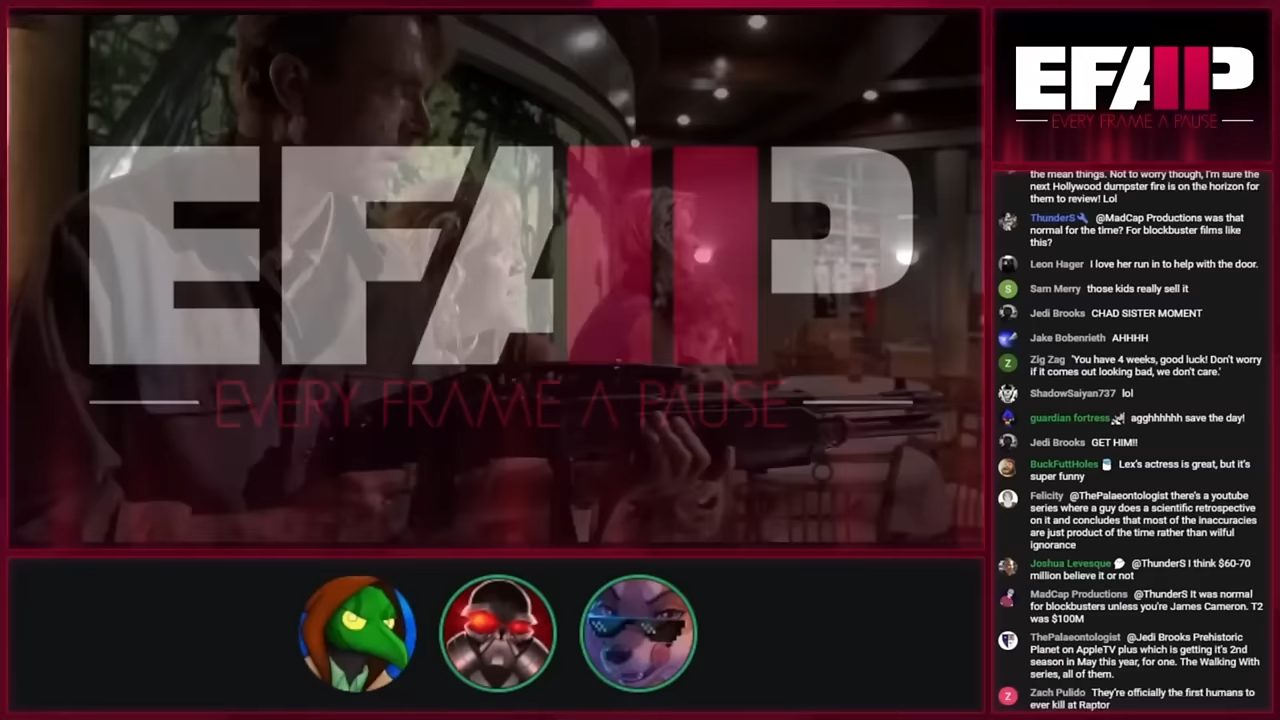 EFAP
EVERY FRAME A PAUSE
EFAP
EVERY FRAME A PAUSE
the mean things. Not to worry though, I'm sure the
next Hollywood dumpster fire is on the horizon for
them to review! Lol
ThunderS @MadCap Productions was that
normal for the time? For blockbuster films like
this?
Leon Hager I love her run in to help with the door.
S
Sam Merry those kids really sell it
Jedi Brooks CHAD SISTER MOMENT
Jake Bobenrieth AHHHH
Z
Zig Zag 'You have 4 weeks, good luck! Don't worry
if it comes out looking bad, we don't care.'
ShadowSaiyan737 lol
guardian fortress agghhhhhh save the day!
Jedi Brooks GET HIM!!
BuckFuttHoles Lex's actress is great, but it's
super funny
Felicity @ThePalaeontologist there's a youtube
series where a guy does a scientific retrospective
on it and concludes that most of the inaccuracies
are just product of the time rather than wilful
ignorance
Joshua Levesque @ThunderS I think $60-70
million believe it or not
MadCap Productions @ThunderS It was normal
for blockbusters unless you're James Cameron. T2
was $100M
ThePalaeontologist @Jedi Brooks Prehistoric
Planet on AppleTV plus which is getting it's 2nd
season in May this year, for one. The Walking With
series, all of them.
Z
Zach Pulido They're officially the first humans to
ever kill at Raptor